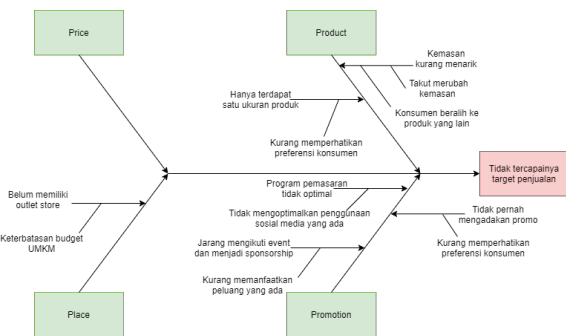 Price
Product
Kemasan
kurang menarik
Takut merubah
kemasan
Hanya terdapat
satu ukuran produk
Konsumen beralih ke
produk yang lain
Kurang memperhatikan
preferensi konsumen
Tidak tercapainya
target penjualan
Belum memiliki
outlet store
Keterbatasan budget
UMKM
Program pemasaran
tidak optimal
Tidak mengoptimalkan penggunaan
sosial media yang ada
Tidak pernah
mengadakan promo
Kurang memperhatikan
preferensi konsumen
Jarang mengikuti event
dan menjadi sponsorship
Kurang memanfaatkan
peluang yang ada
Place
Promotion